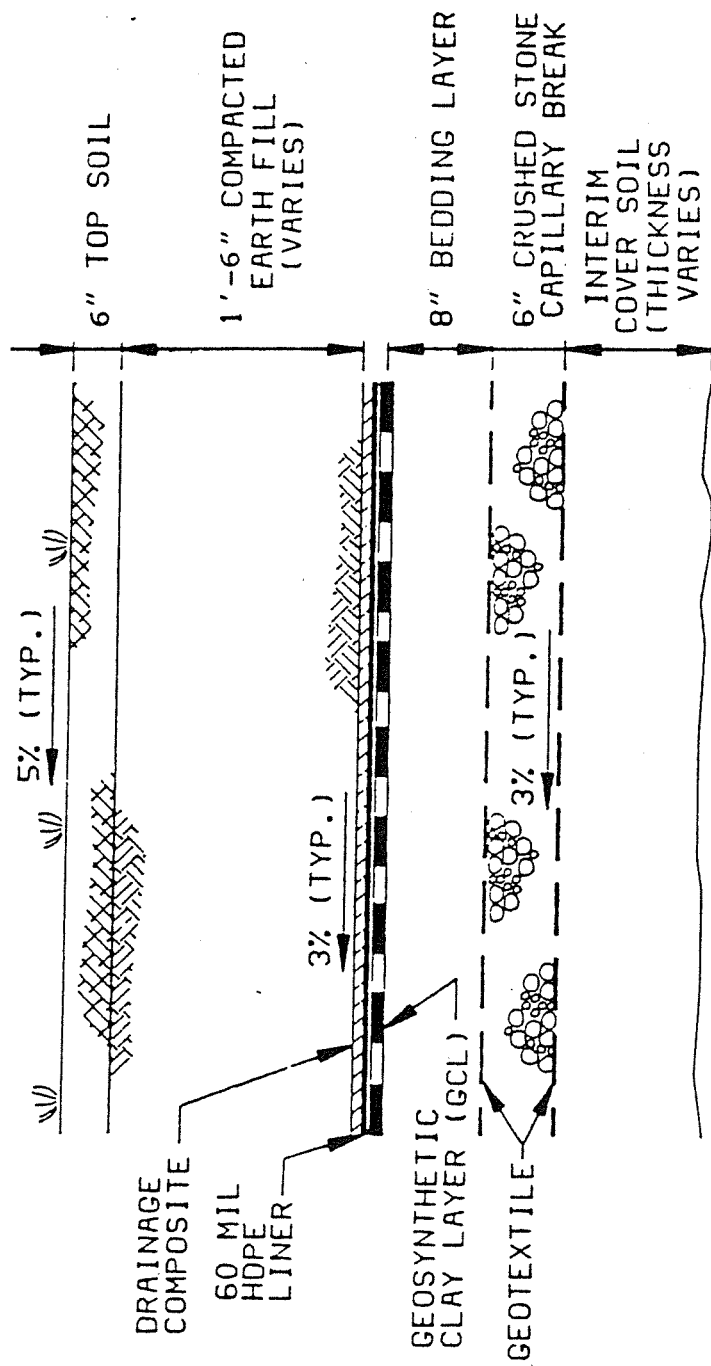 6" TOP SOIL
1'-6" COMPACTED
EARTH FILL
(VARIES)
8" BEDDING LAYER
6" CRUSHED STONE
CAPILLARY BREAK
INTERIM
COVER SOIL
(THICKNESS
VARIES)
5% (TYP.)
3% (TYP.)
3% (TYP.)
DRAINAGE
COMPOSITE
60 MIL
HDPE
LINER
GEOSYNTHETIC
CLAY LAYER (GCL)
GEOTEXTILE